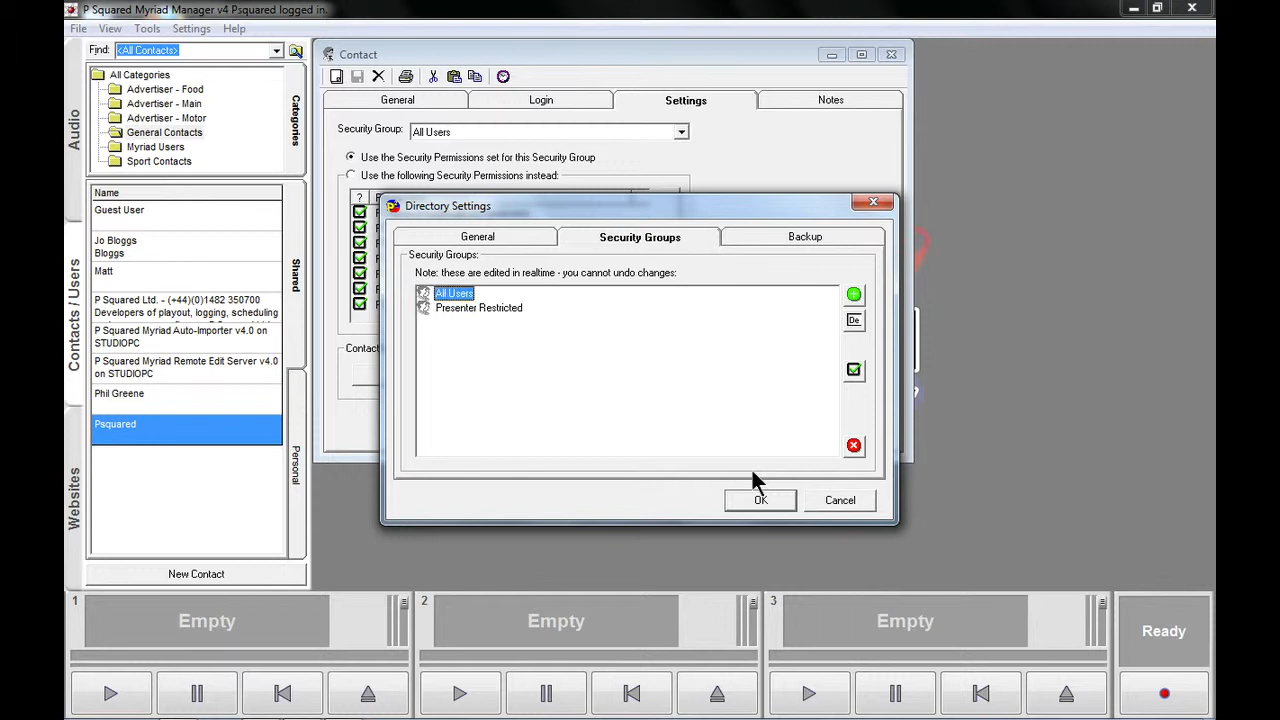 P Squared Myriad Manager v4 Psquared logged in.
File View Tools Settings Help
Find: <All Contacts>
All Categories
Advertiser - Food
Advertiser - Main
Advertiser - Motor
General Contacts
Myriad Users
Sport Contacts
Audio
Contacts / Users
Websites
Categories
Shared
Personal
Name
Guest User
Jo Bloggs
Bloggs
Matt
P Squared Ltd. - (+44)(0)1482 350700
Developers of playout, logging, scheduling
P Squared Myriad Auto-Importer v4.0 on
STUDIOPC
P Squared Myriad Remote Edit Server v4.0
on STUDIOPC
Phil Greene
Psquared
New Contact
Contact
General Login Settings Notes
Security Group: All Users
Use the Security Permissions set for this Security Group
Use the following Security Permissions instead:
?
Contac
Directory Settings
General Security Groups Backup
Security Groups:
Note: these are edited in realtime - you cannot undo changes:
All Users
Presenter Restricted
De
OK Cancel
1 Empty
2 Empty
3 Empty
Ready